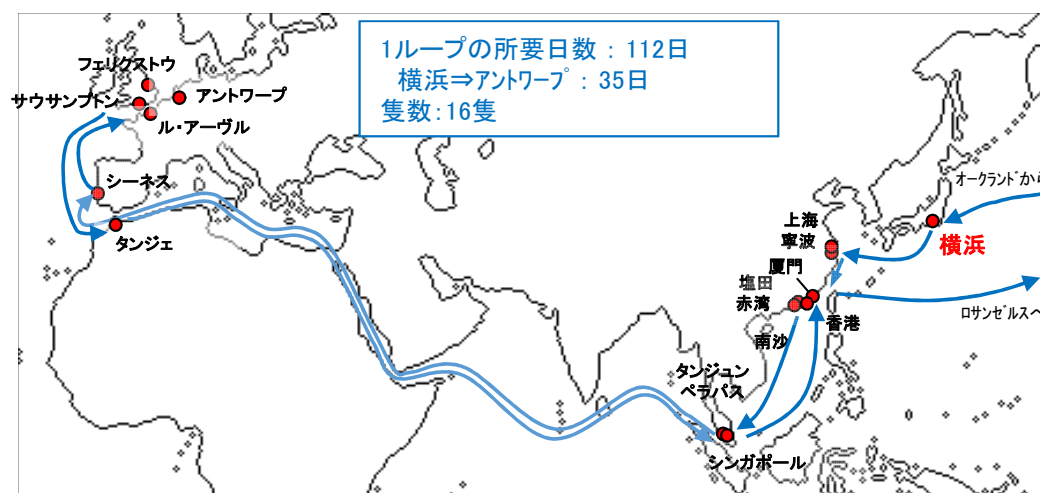 1ループの所要日数：112日
横浜⇒アントワープ：35日
隻数：16隻
フェリクストウ
サウサンプトン
アントワープ
ル・アーヴル
シーネス
タンジェ
オークランドから
上海
寧波
横浜
厦門
塩田
赤湾
香港
南沙
ロサンゼルスへ
タンジュン
ペラパス
シンガポール